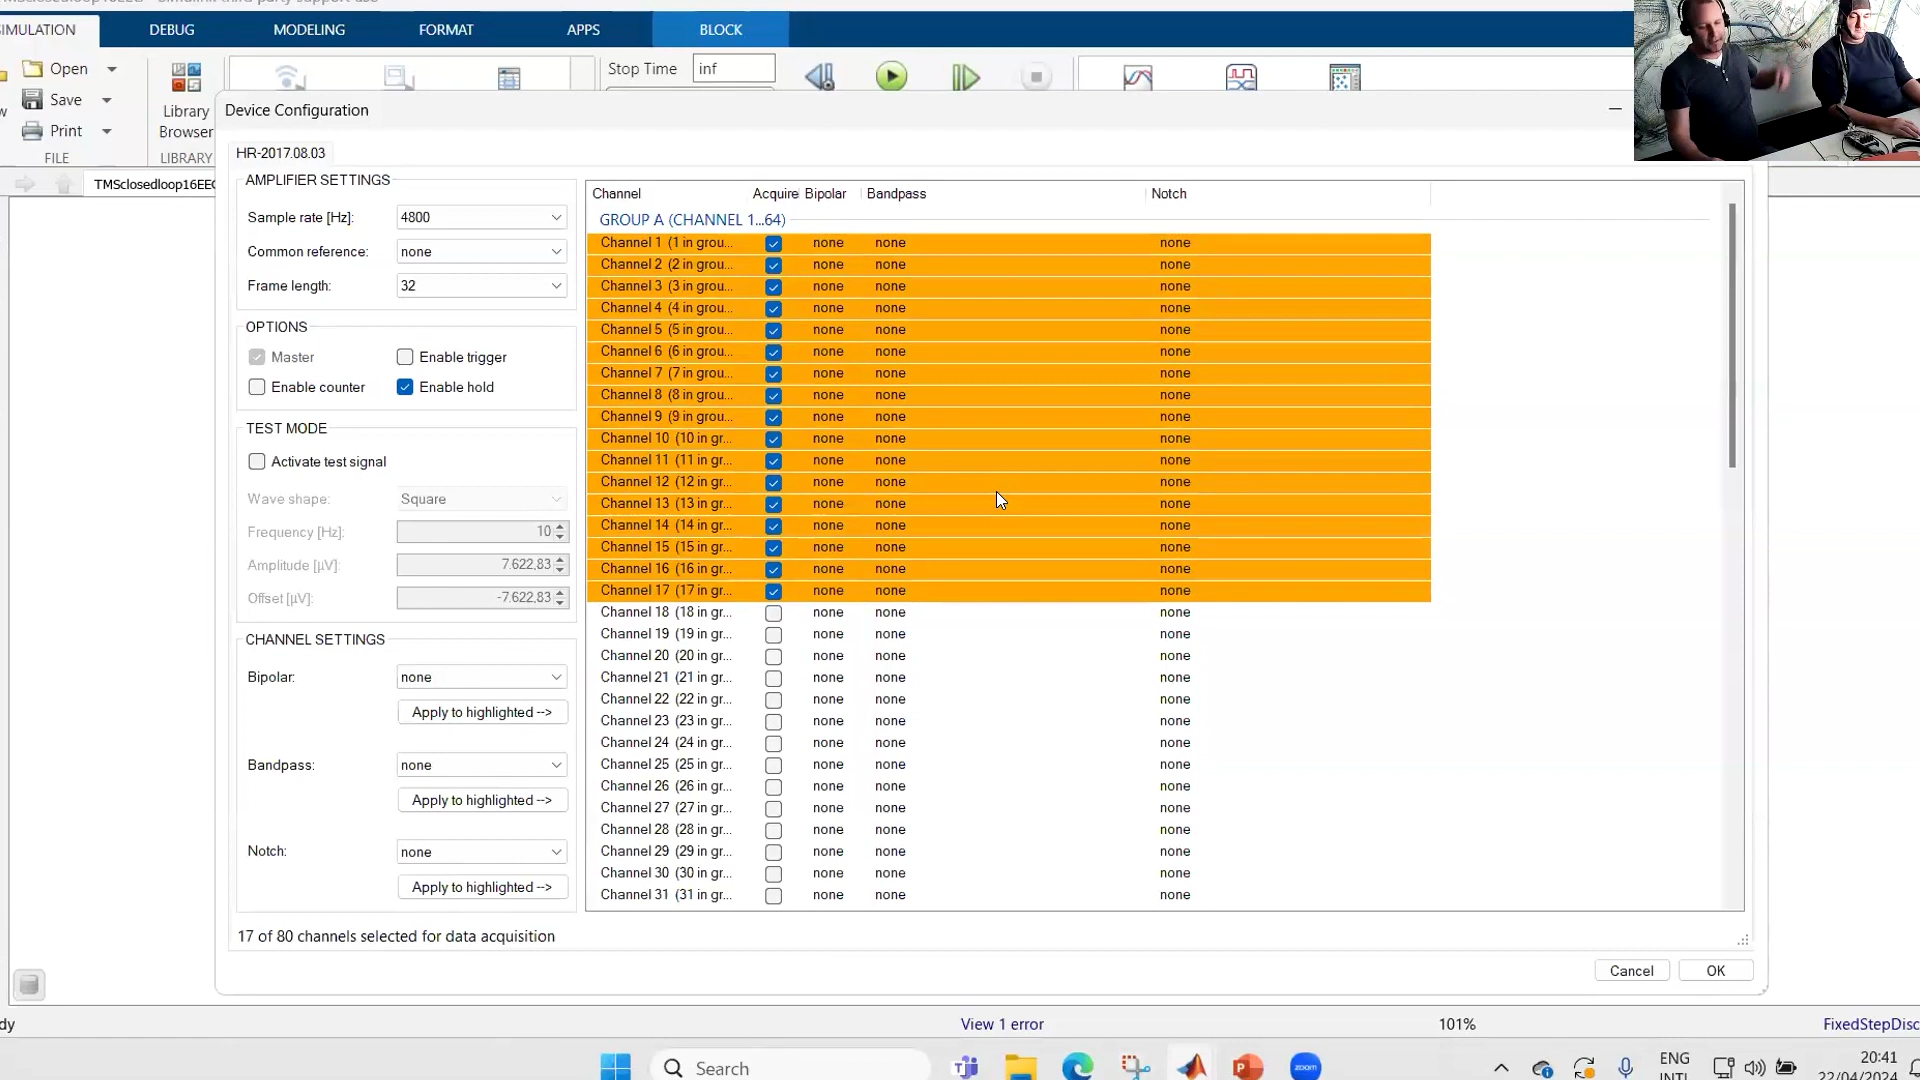 SIMULATION
DEBUG
MODELING
FORMAT
APPS
BLOCK
Open
Save
Print
FILE
Library
Browser
LIBRARY
Stop Time
inf
TMSclosedloop16EE
Device Configuration
HR-2017.08.03
AMPLIFIER SETTINGS
Sample rate [Hz]: 4800
Common reference: none
Frame length: 32
OPTIONS
Master
Enable trigger
Enable counter
Enable hold
TEST MODE
Activate test signal
Wave shape: Square
Frequency [Hz]: 10
Amplitude [µV]: 7.622,83
Offset [µV]: -7.622,83
CHANNEL SETTINGS
Bipolar: none
Apply to highlighted -->
Bandpass: none
Apply to highlighted -->
Notch: none
Apply to highlighted -->
17 of 80 channels selected for data acquisition
Channel Acquire Bipolar Bandpass Notch
GROUP A (CHANNEL 1...64)
Channel 1 (1 in grou... none none none
Channel 2 (2 in grou... none none none
Channel 3 (3 in grou... none none none
Channel 4 (4 in grou... none none none
Channel 5 (5 in grou... none none none
Channel 6 (6 in grou... none none none
Channel 7 (7 in grou... none none none
Channel 8 (8 in grou... none none none
Channel 9 (9 in grou... none none none
Channel 10 (10 in gr... none none none
Channel 11 (11 in gr... none none none
Channel 12 (12 in gr... none none none
Channel 13 (13 in gr... none none none
Channel 14 (14 in gr... none none none
Channel 15 (15 in gr... none none none
Channel 16 (16 in gr... none none none
Channel 17 (17 in gr... none none none
Channel 18 (18 in gr... none none none
Channel 19 (19 in gr... none none none
Channel 20 (20 in gr... none none none
Channel 21 (21 in gr... none none none
Channel 22 (22 in gr... none none none
Channel 23 (23 in gr... none none none
Channel 24 (24 in gr... none none none
Channel 25 (25 in gr... none none none
Channel 26 (26 in gr... none none none
Channel 27 (27 in gr... none none none
Channel 28 (28 in gr... none none none
Channel 29 (29 in gr... none none none
Channel 30 (30 in gr... none none none
Channel 31 (31 in gr... none none none
Cancel
OK
View 1 error
101%
FixedStepDisc
Search
zoom
ENG
INTL
20:41
22/04/2024